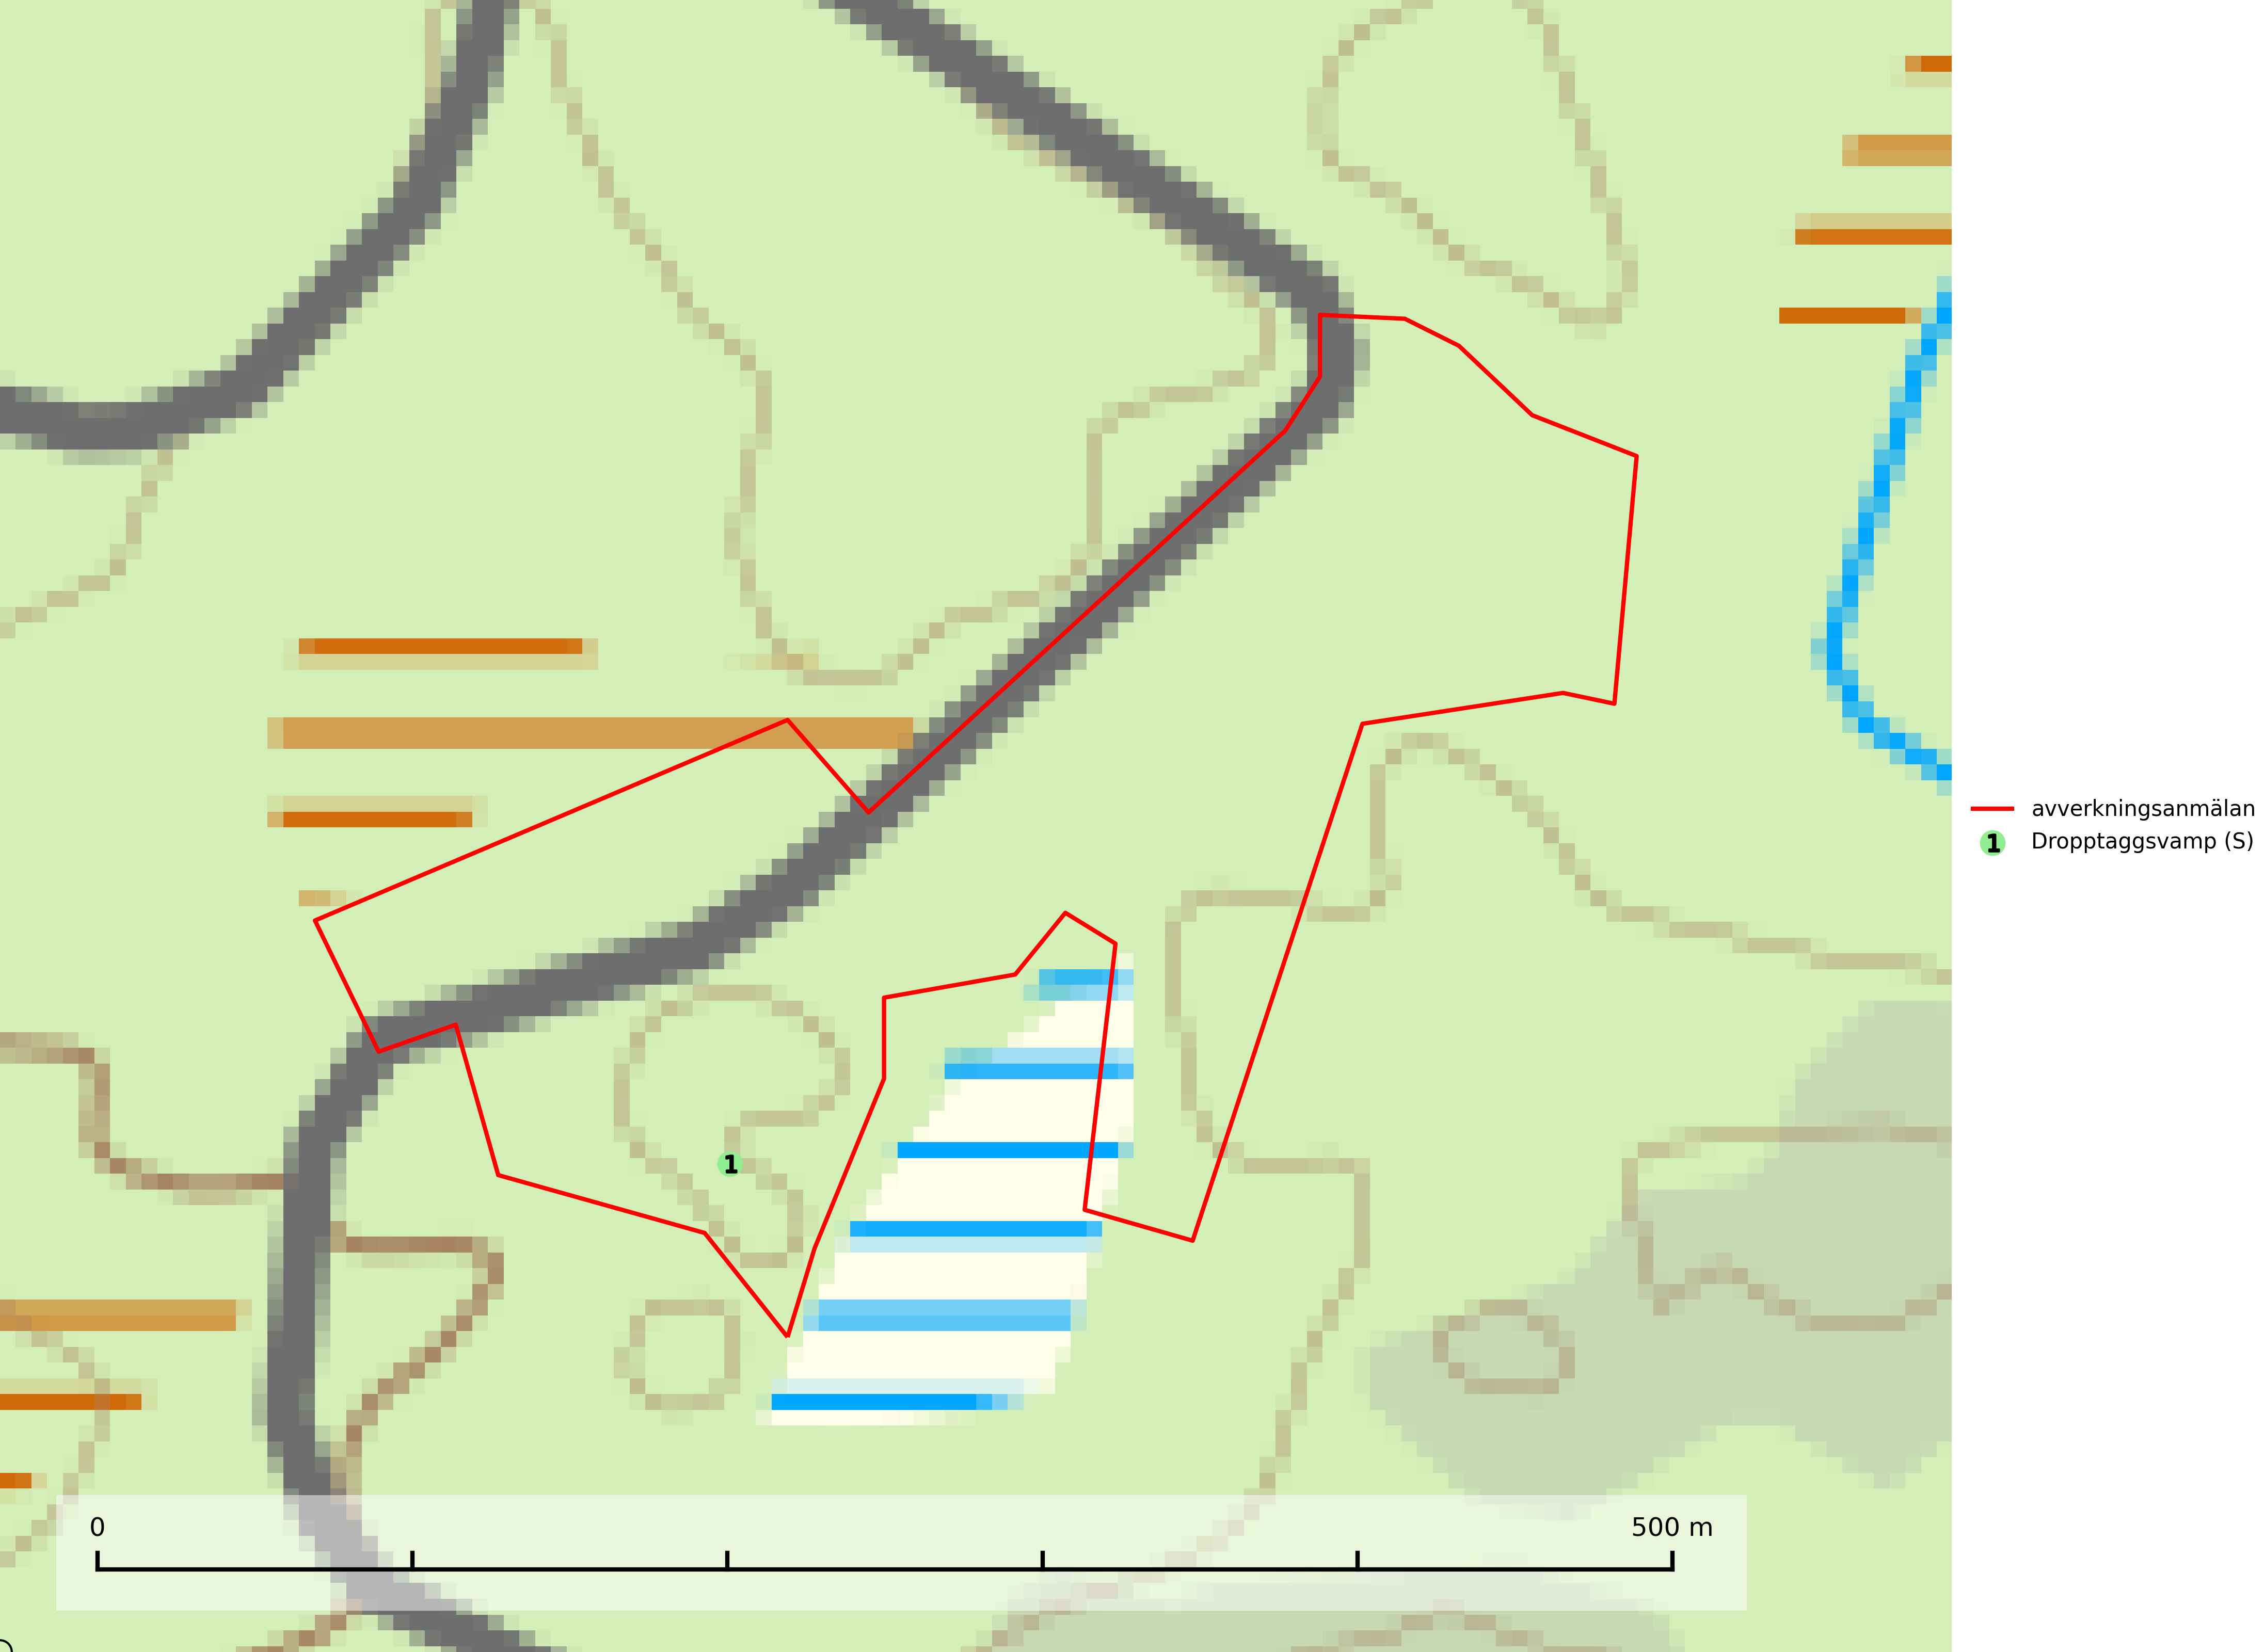 avverkningsanmälan
1 Dropptaggsvamp (S)
1
0 500 m